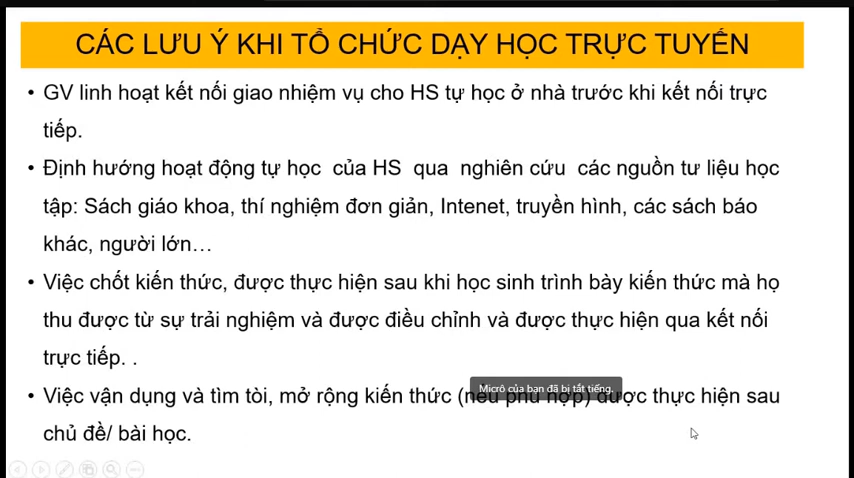 CÁC LƯU Ý KHI TỔ CHỨC DẠY HỌC TRỰC TUYẾN
• GV linh hoạt kết nối giao nhiệm vụ cho HS tự học ở nhà trước khi kết nối trực
tiếp.
• Định hướng hoạt động tự học của HS qua nghiên cứu các nguồn tư liệu học
tập: Sách giáo khoa, thí nghiệm đơn giản, Intenet, truyền hình, các sách báo
khác, người lớn…
• Việc chốt kiến thức, được thực hiện sau khi học sinh trình bày kiến thức mà họ
thu được từ sự trải nghiệm và được điều chỉnh và được thực hiện qua kết nối
trực tiếp. .
Micrô của bạn đã bị tắt tiếng.
• Việc vận dụng và tìm tòi, mở rộng kiến thức (nếu phù hợp) được thực hiện sau
chủ đề/ bài học.